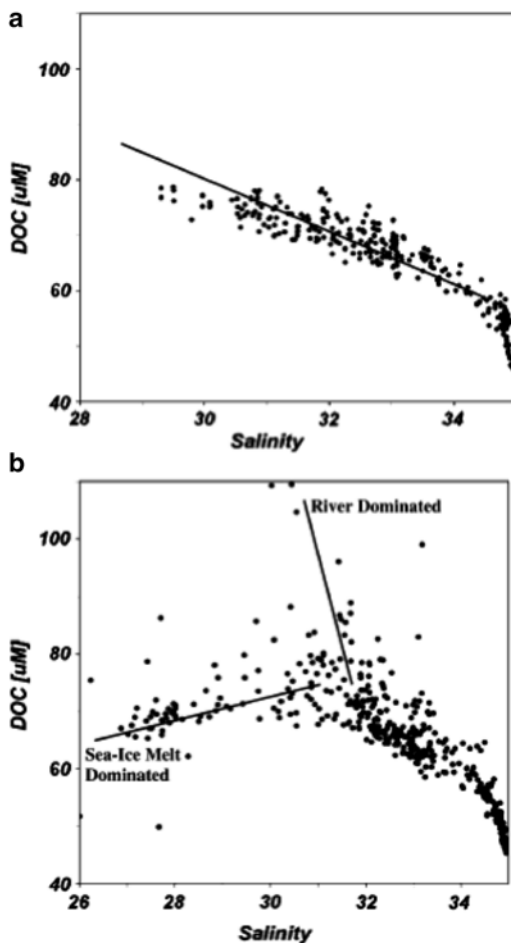 a
100
80
60
40
DOC [uM]
28
30
32
34
Salinity
b
100
80
60
40
DOC [uM]
River Dominated
Sea-Ice Melt
Dominated
26
28
30
32
34
Salinity